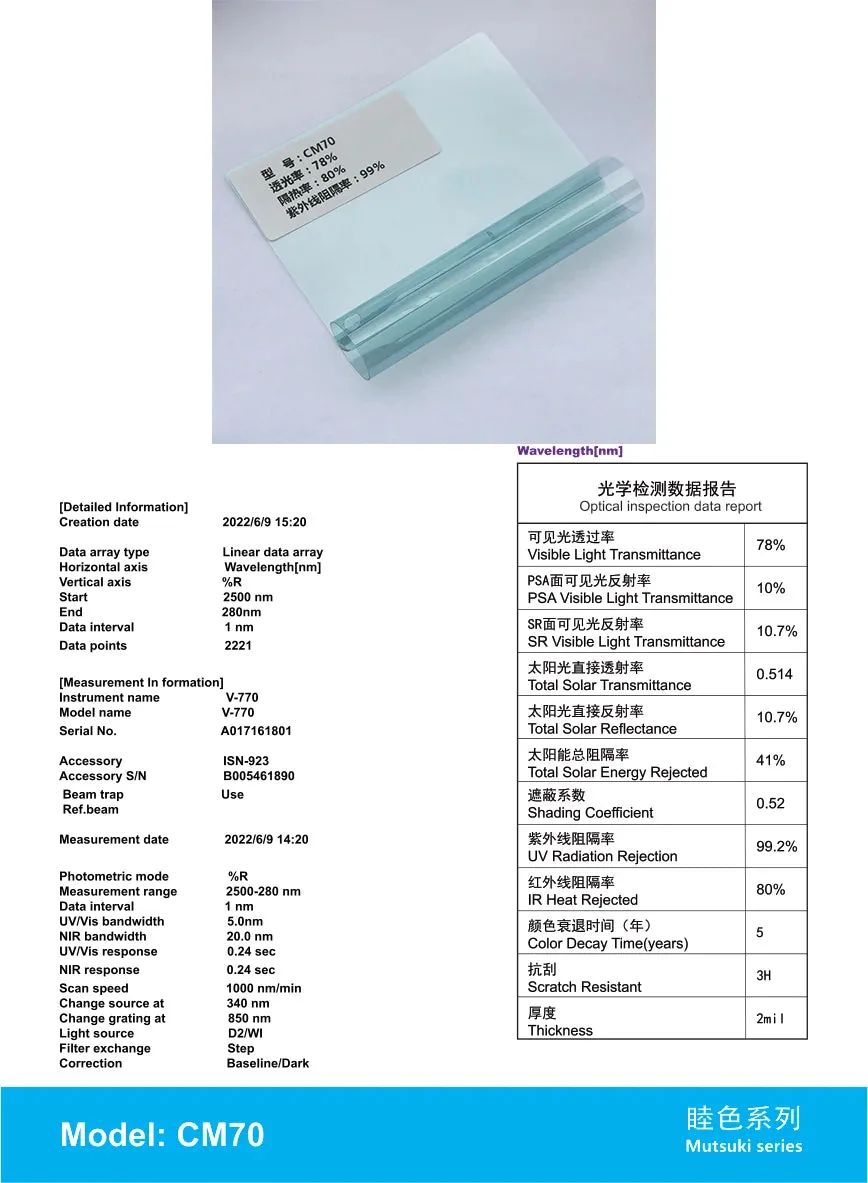 型 号：CM70
透光率：78%
隔热率：80%
紫外线阻隔率：99%
Wavelength[nm]
[Detailed Information]
Creation date 2022/6/9 15:20
Data array type Linear data array
Horizontal axis Wavelength[nm]
Vertical axis %R
Start 2500 nm
End 280nm
Data interval 1 nm
Data points 2221
[Measurement In formation]
Instrument name V-770
Model name V-770
Serial No. A017161801
Accessory ISN-923
Accessory S/N B005461890
Beam trap Use
Ref.beam
Measurement date 2022/6/9 14:20
Photometric mode %R
Measurement range 2500-280 nm
Data interval 1 nm
UV/Vis bandwidth 5.0nm
NIR bandwidth 20.0 nm
UV/Vis response 0.24 sec
NIR response 0.24 sec
Scan speed 1000 nm/min
Change source at 340 nm
Change grating at 850 nm
Light source D2/WI
Filter exchange Step
Correction Baseline/Dark
光学检测数据报告
Optical inspection data report
可见光透过率
Visible Light Transmittance 78%
PSA面可见光反射率
PSA Visible Light Transmittance 10%
SR面可见光反射率
SR Visible Light Transmittance 10.7%
太阳光直接透射率
Total Solar Transmittance 0.514
太阳光直接反射率
Total Solar Reflectance 10.7%
太阳能总阻隔率
Total Solar Energy Rejected 41%
遮蔽系数
Shading Coefficient 0.52
紫外线阻隔率
UV Radiation Rejection 99.2%
红外线阻隔率
IR Heat Rejected 80%
颜色衰退时间（年）
Color Decay Time(years) 5
抗刮
Scratch Resistant 3H
厚度
Thickness 2mil
Model: CM70
睦色系列
Mutsuki series